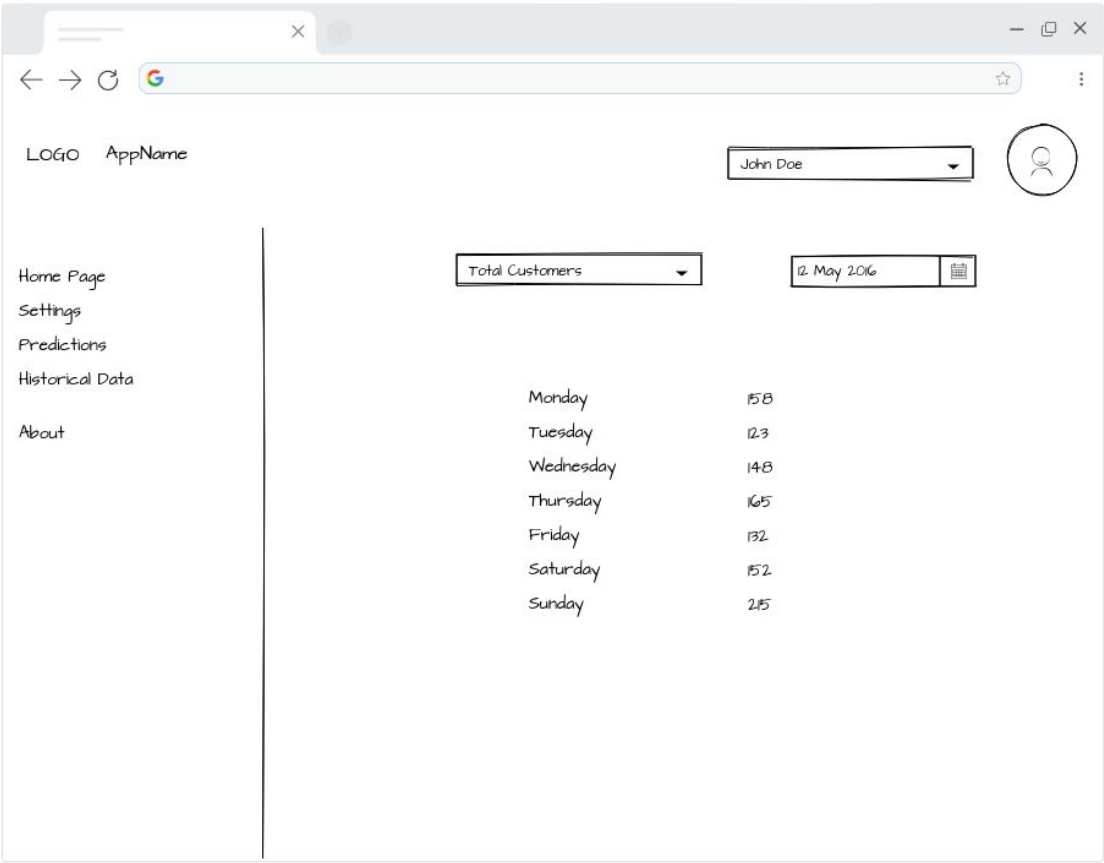 LOGO AppName
John Doe
Total Customers
12 May 2016
Home Page
Settings
Predictions
Historical Data
About
Monday 158
Tuesday 123
Wednesday 148
Thursday 165
Friday 132
Saturday 152
Sunday 215